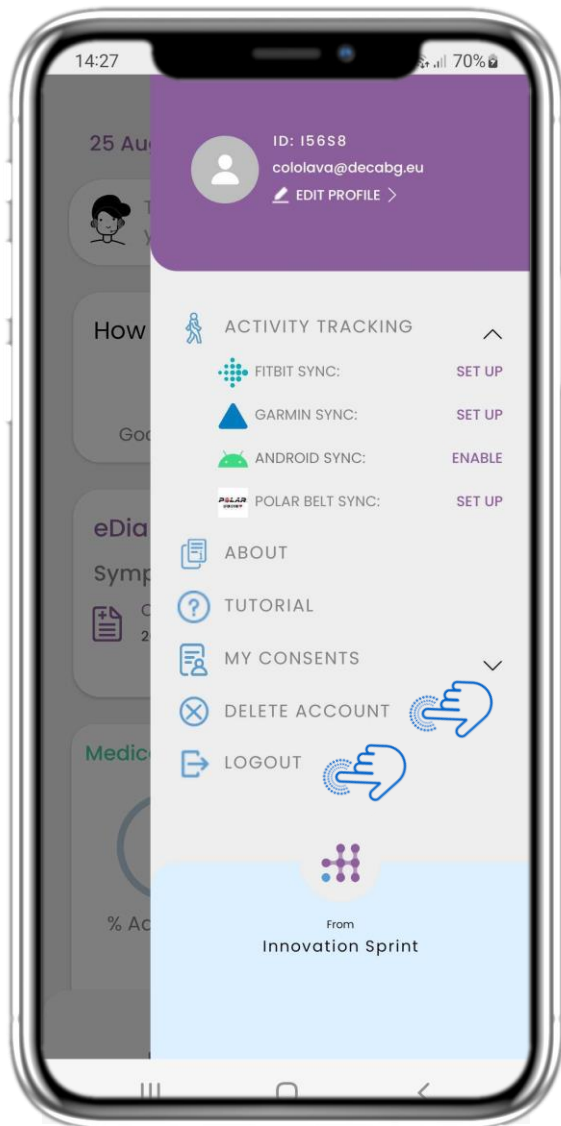 14:27
70%
25 Au
ID: I56S8
cololava@decabg.eu
EDIT PROFILE
T
y
How
ACTIVITY TRACKING
FITBIT SYNC:
SET UP
GARMIN SYNC:
SET UP
Goo
ANDROID SYNC:
ENABLE
POLAR BELT SYNC:
SET UP
eDia
ABOUT
Symp
TUTORIAL
C
2
MY CONSENTS
DELETE ACCOUNT
Medic
LOGOUT
% Ad
From
Innovation Sprint